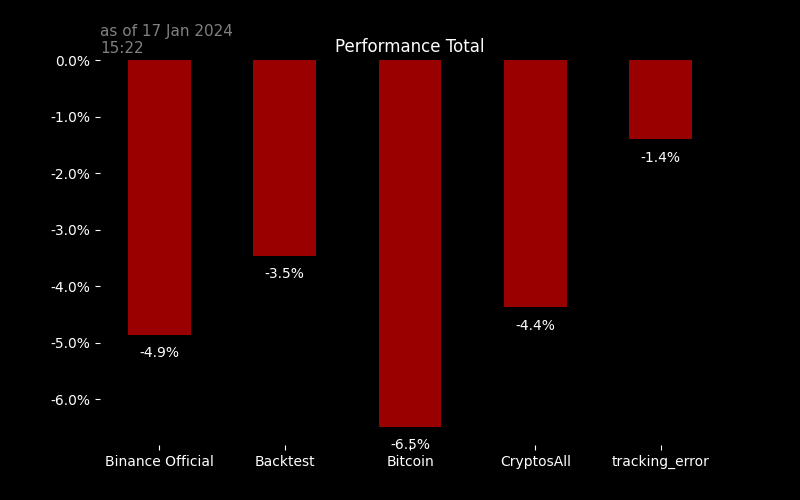 as of 17 Jan 2024
15:22
Performance Total
0.0%
-1.0%
-2.0%
-3.0%
-4.0%
-5.0%
-6.0%
-4.9%
-3.5%
-6.5%
-4.4%
-1.4%
Binance Official
Backtest
Bitcoin
CryptosAll
tracking_error